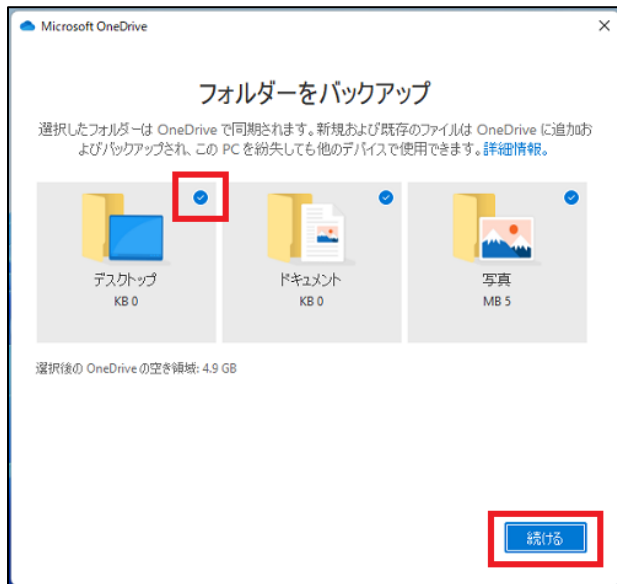 Microsoft OneDrive
フォルダーをバックアップ
選択したフォルダーは OneDrive で同期されます。新規および既存のファイルは OneDrive に追加お
よびバックアップされ、この PC を紛失しても他のデバイスで使用できます。詳細情報。
デスクトップ ドキュメント 写真
KB 0 KB 0 MB 5
選択後の OneDrive の空き領域: 4.9 GB
続ける